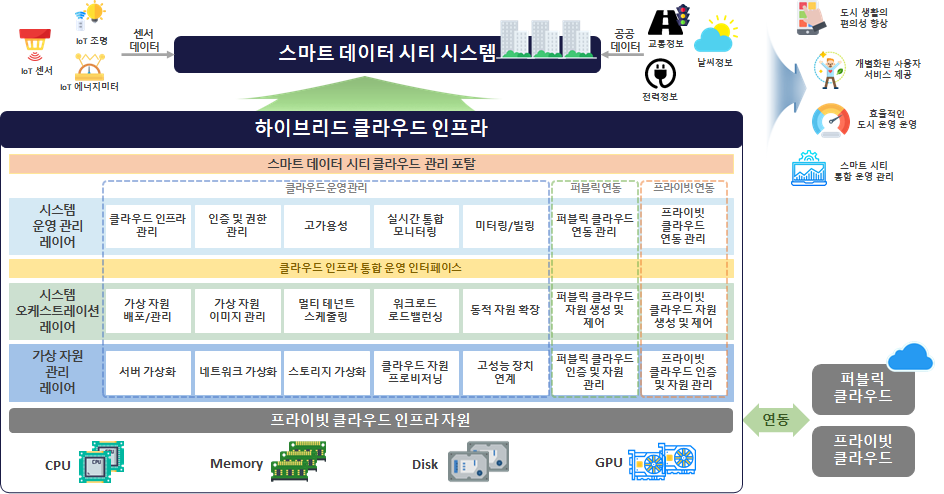 IoT 조명
IoT 센서
IoT 에너지미터
센서
데이터
스마트 데이터 시티 시스템
공공
데이터
교통정보
날씨정보
전력정보
도시 생활의
편의성 향상
개별화된 사용자
서비스 제공
효율적인
도시 운영 운영
스마트 시티
통합 운영 관리
하이브리드 클라우드 인프라
스마트 데이터 시티 클라우드 관리 포탈
클라우드운영관리
퍼블릭연동
프라이빗연동
시스템
운영 관리
레이어
클라우드 인프라
관리
인증 및 권한
관리
고가용성
실시간 통합
모니터링
미터링/빌링
퍼블릭 클라우드
연동 관리
프라이빗
클라우드
연동 관리
클라우드 인프라 통합 운영 인터페이스
시스템
오케스트레이션
레이어
가상 자원
배포/관리
가상 자원
이미지 관리
멀티 테넌트
스케줄링
워크로드
로드밸런싱
동적 자원 확장
퍼블릭 클라우드
자원 생성 및
제어
프라이빗
클라우드 자원
생성 및 제어
가상 자원
관리
레이어
서버 가상화
네트워크 가상화
스토리지 가상화
클라우드 자원
프로비저닝
고성능 장치
연계
퍼블릭 클라우드
인증 및 자원
관리
프라이빗
클라우드 인증
및 자원 관리
프라이빗 클라우드 인프라 자원
CPU
CPU
Memory
Disk
GPU
연동
퍼블릭
클라우드
프라이빗
클라우드